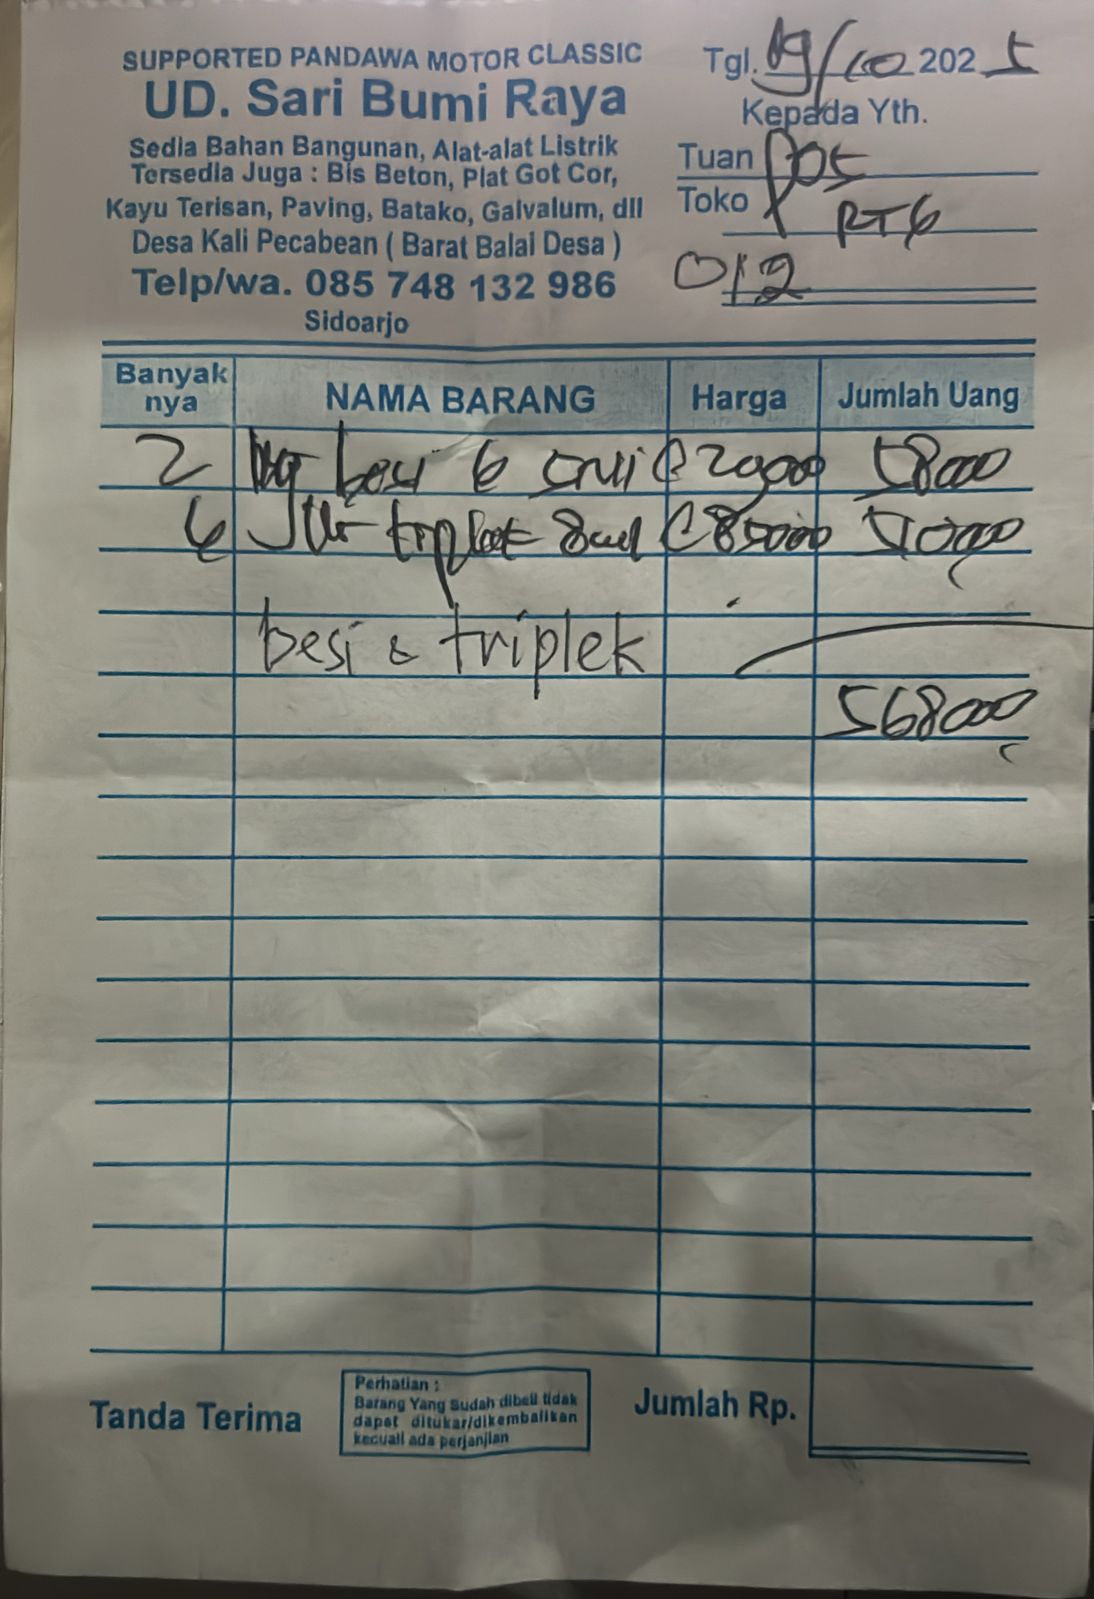 SUPPORTED PANDAWA MOTOR CLASSIC
UD. Sari Bumi Raya
Sedia Bahan Bangunan, Alat-alat Listrik
Tersedia Juga : Bis Beton, Plat Got Cor,
Kayu Terisan, Paving, Batako, Galvalum, dll
Desa Kali Pecabean ( Barat Balai Desa )
Telp/wa. 085 748 132 986
Sidoarjo
Tgl. 09/10 2025
Kepada Yth.
Tuan Pos
Toko RT6
012
Banyak nya NAMA BARANG Harga Jumlah Uang
2 besi 6 @ 29000 58000
6 triplek @ 85000 510000
besi & triplek
568000
Tanda Terima
Perhatian :
Barang Yang Sudah dibeli tidak
dapat ditukar/dikembalikan
kecuali ada perjanjian
Jumlah Rp.